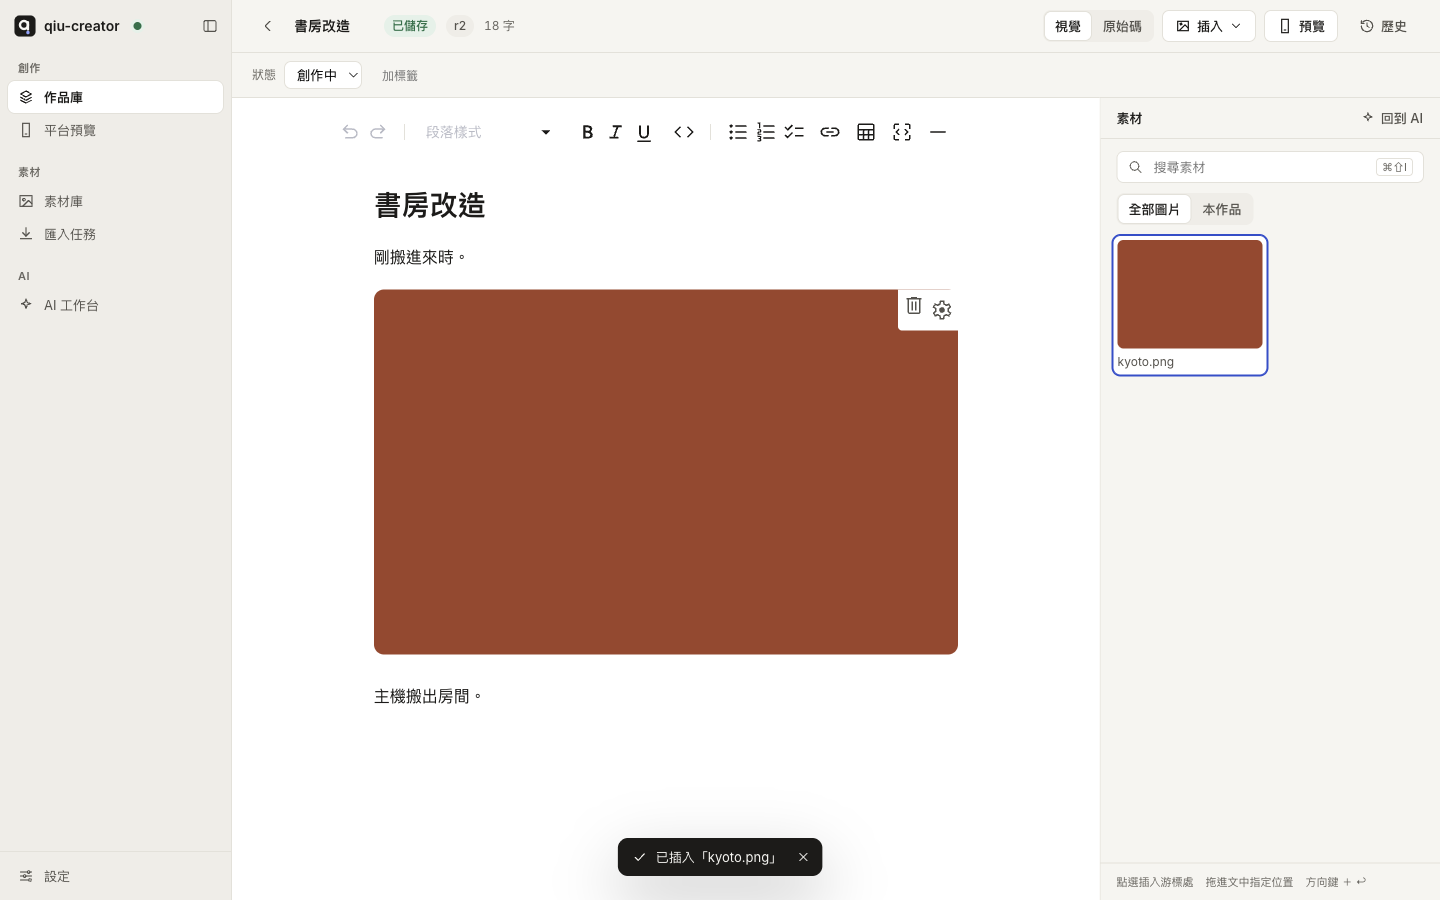 qiu-creator
創作
作品庫
平台預覽
素材
素材庫
匯入任務
AI
AI 工作台
設定
書房改造
已儲存
r2
18 字
視覺
原始碼
插入
預覽
歷史
狀態
創作中
加標籤
段落樣式
書房改造
剛搬進來時。
主機搬出房間。
已插入「kyoto.png」
素材
回到 AI
搜尋素材
⌘⇧I
全部圖片
本作品
kyoto.png
點選插入游標處 拖進文中指定位置 方向鍵 + ↩